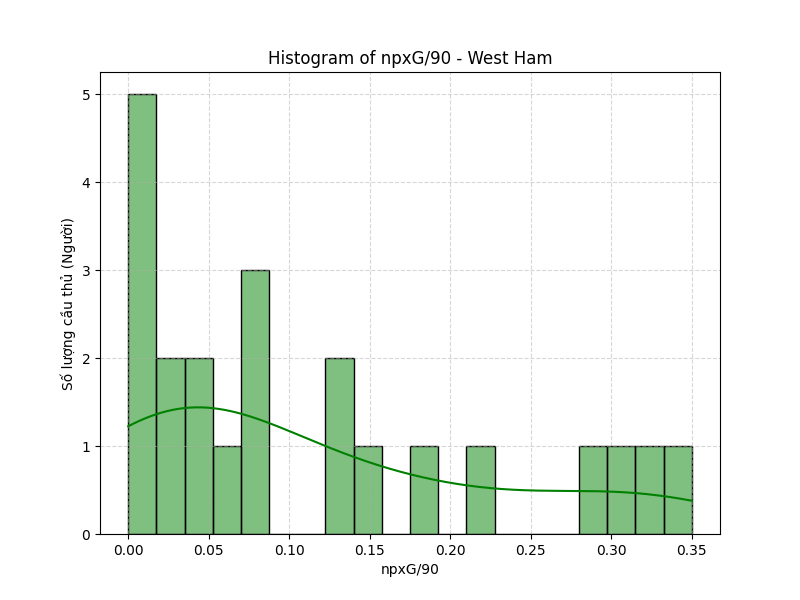 Histogram of npxG/90 - West Ham
Số lượng cầu thủ (Người)
5
4
3
2
1
0
0.00 0.05 0.10 0.15 0.20 0.25 0.30 0.35
npxG/90